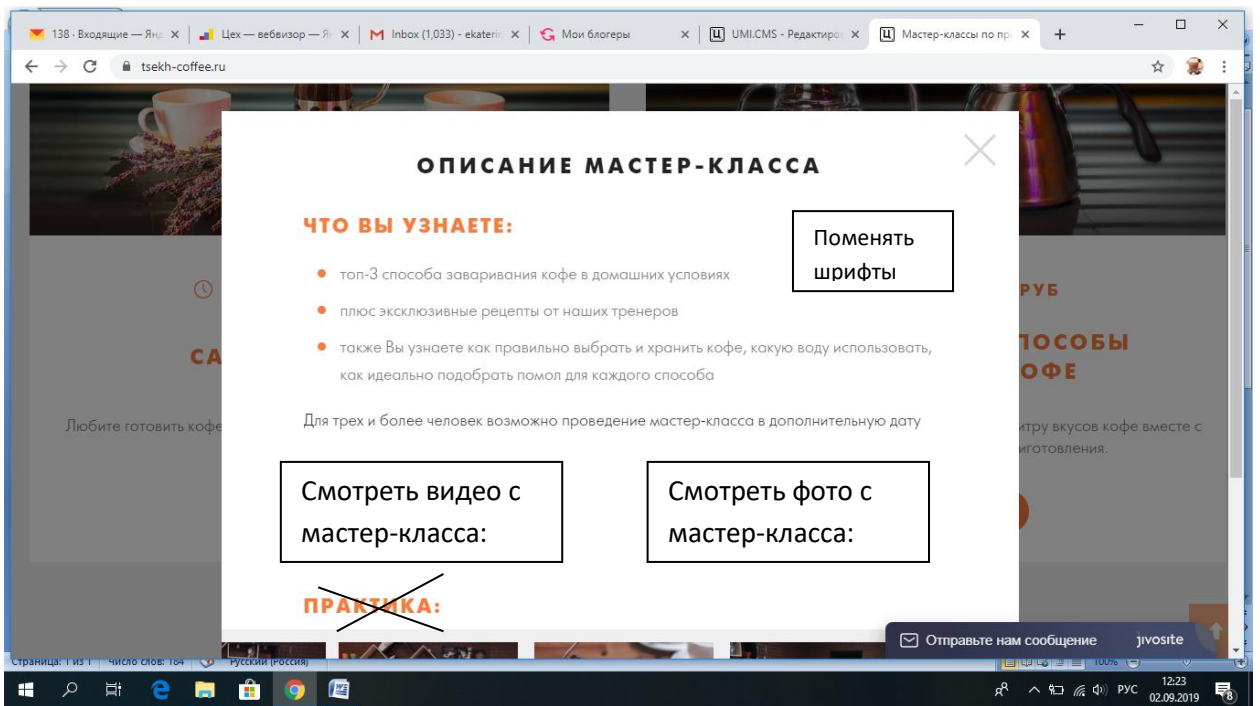 138 · Входящие — Янд
Цех — вебвизор — Я
Inbox (1,033) - ekaterin
Мои блогеры
UMI.CMS - Редактиро
Мастер-классы по пр
tsekh-coffee.ru
ОПИСАНИЕ МАСТЕР-КЛАССА
ЧТО ВЫ УЗНАЕТЕ:
Поменять
шрифты
топ-3 способа заваривания кофе в домашних условиях
плюс эксклюзивные рецепты от наших тренеров
также Вы узнаете как правильно выбрать и хранить кофе, какую воду использовать,
как идеально подобрать помол для каждого способа
Для трех и более человек возможно проведение мастер-класса в дополнительную дату
РУБ
СА
ПОСОБЫ
ОФЕ
Любите готовить кофе
итру вкусов кофе вместе с
иготовления.
Смотреть видео с
мастер-класса:
Смотреть фото с
мастер-класса:
ПРАКТИКА:
Отправьте нам сообщение
jivosite
Страница: 1 из 1
Число слов: 184
Русский (Россия)
100%
РУС
12:23
02.09.2019
8